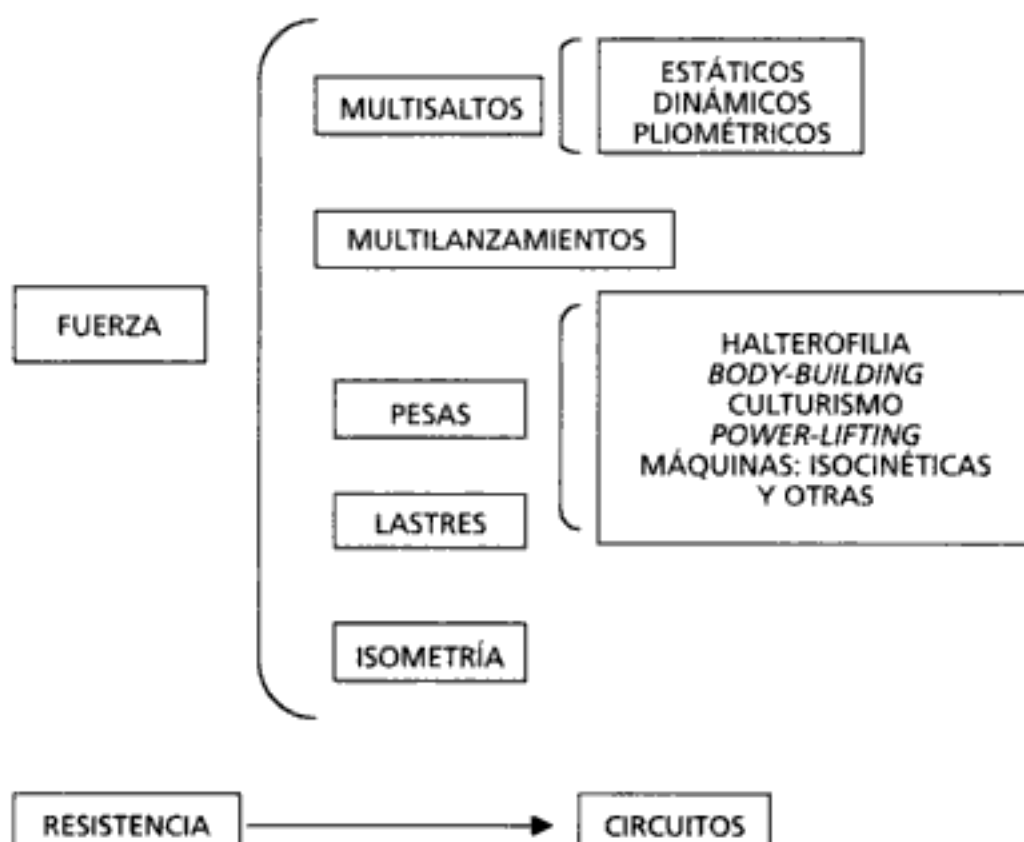 FUERZA
MULTISALTOS
ESTÁTICOS
DINÁMICOS
PLIOMÉTRICOS
MULTILANZAMIENTOS
PESAS
HALTEROFILIA
BODY-BUILDING
CULTURISMO
POWER-LIFTING
MÁQUINAS: ISOCINÉTICAS
Y OTRAS
LASTRES
ISOMETRÍA
RESISTENCIA
CIRCUITOS